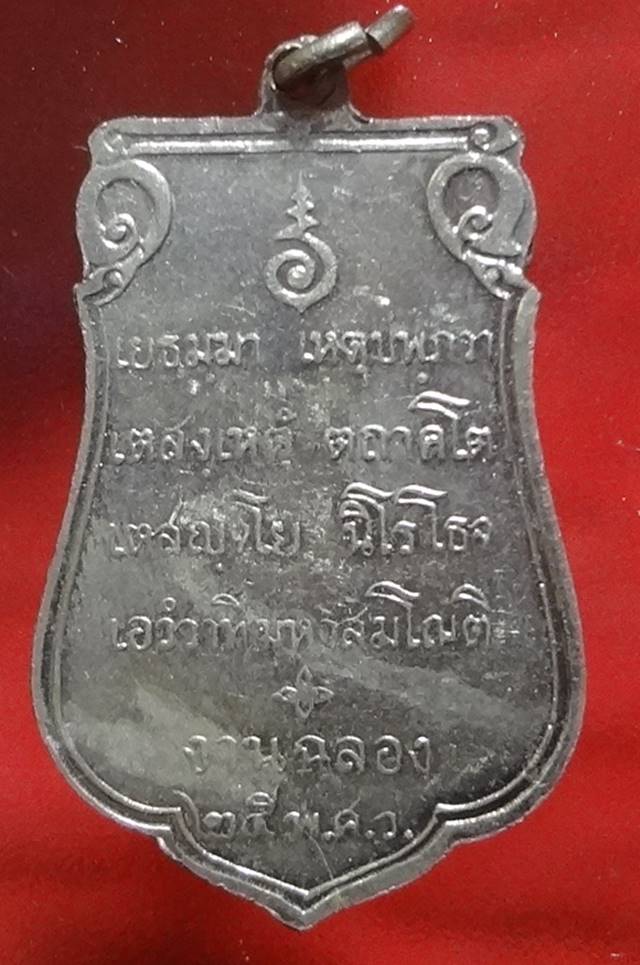 เยธมฺมา เหตุปพฺภวา
เตสงฺเหตุํ ตถาคโต
เตสญฺจโย นิโรโธจ
เอวํวาทีมหาสมโณติ
งานฉลอง
๒๕ พ.ศ.ว.